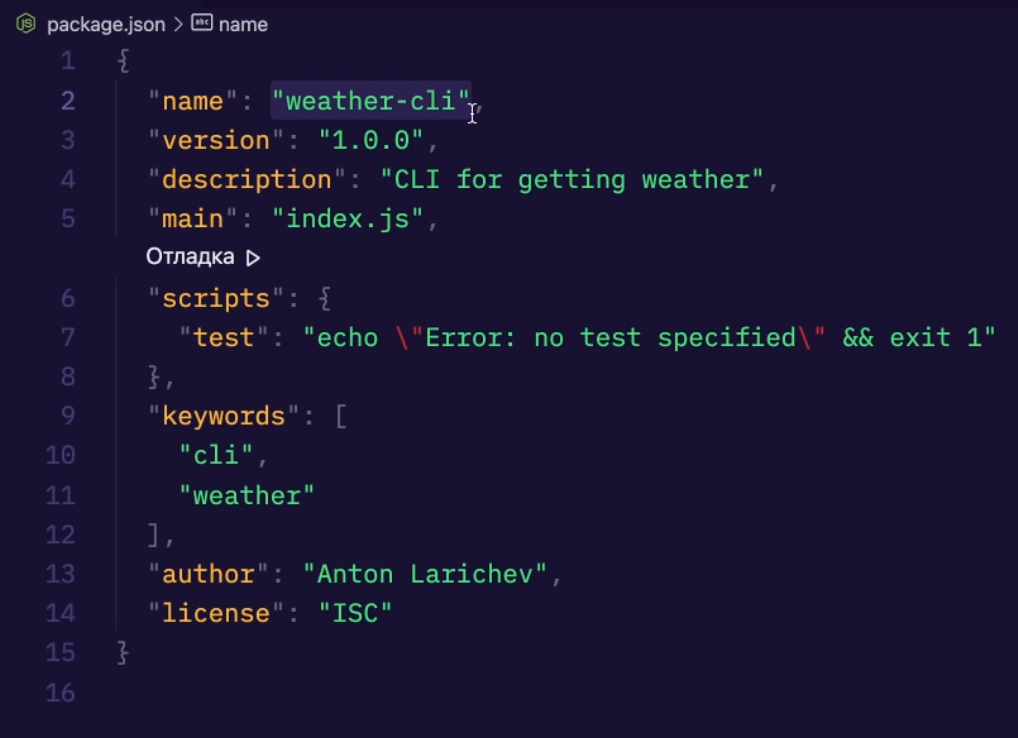 package.json > name
1 {
2 "name": "weather-cli",
3 "version": "1.0.0",
4 "description": "CLI for getting weather",
5 "main": "index.js",
Отладка
6 "scripts": {
7 "test": "echo \"Error: no test specified\" && exit 1"
8 },
9 "keywords": [
10 "cli",
11 "weather"
12 ],
13 "author": "Anton Larichev",
14 "license": "ISC"
15 }
16